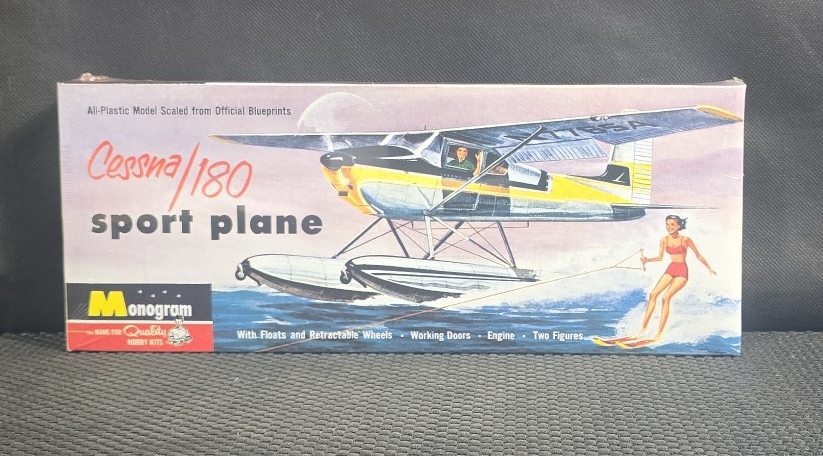 All-Plastic Model Scaled from Official Blueprints
Cessna/180
sport plane
Monogram
THE NAME FOR Quality
HOBBY KITS
With Floats and Retractable Wheels • Working Doors • Engine • Two Figures